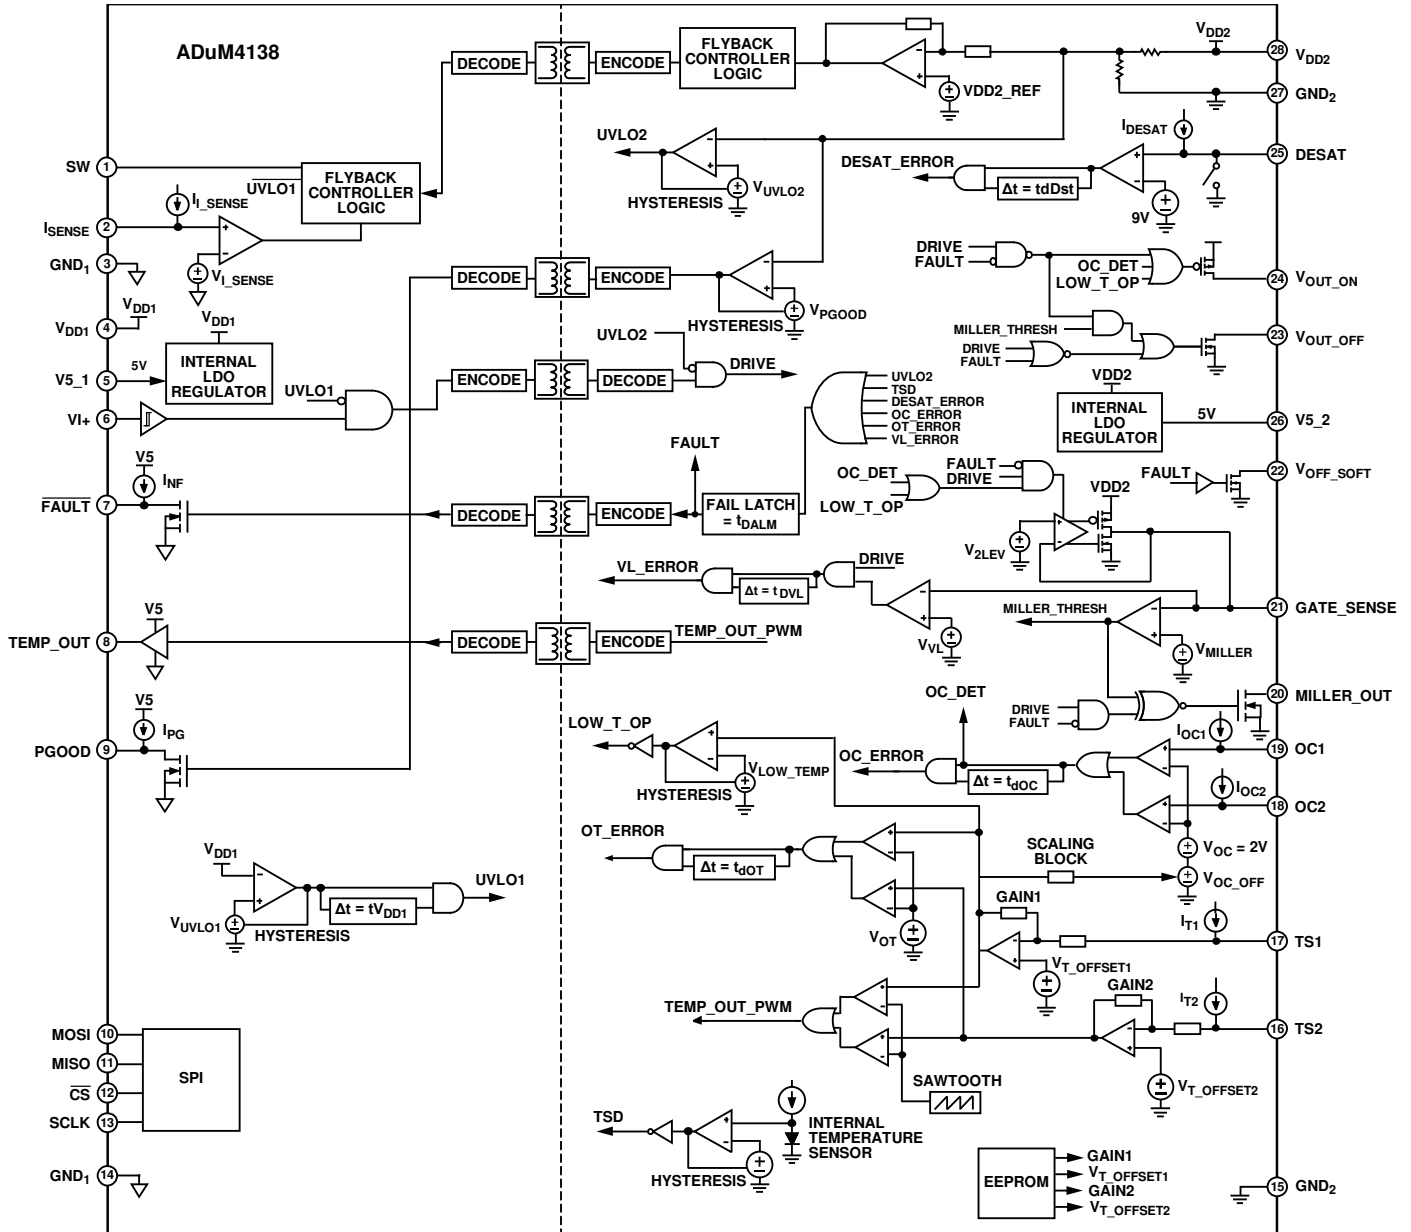 ADuM4138
DECODE
ENCODE
FLYBACK
CONTROLLER
LOGIC
VDD2_REF
VDD2
28 VDD2
27 GND2
SW 1
UVLO1
FLYBACK
CONTROLLER
LOGIC
II_SENSE
ISENSE 2
VI_SENSE
GND1 3
UVLO2
HYSTERESIS
VUVLO2
DESAT_ERROR
Δt = tdDst
IDESAT
9V
25 DESAT
DECODE
ENCODE
HYSTERESIS
VPGOOD
DRIVE
FAULT
OC_DET
LOW_T_OP
24 VOUT_ON
VDD1
VDD1 4
VDD1
INTERNAL
LDO
REGULATOR
5V
V5_1 5
VI+ 6
UVLO1
ENCODE
DECODE
UVLO2
DRIVE
MILLER_THRESH
DRIVE
FAULT
23 VOUT_OFF
UVLO2
TSD
DESAT_ERROR
OC_ERROR
OT_ERROR
VL_ERROR
VDD2
INTERNAL
LDO
REGULATOR
5V
26 V5_2
V5
INF
FAULT 7
DECODE
ENCODE
FAULT
FAIL LATCH
= tDALM
OC_DET
LOW_T_OP
FAULT
DRIVE
VDD2
V2LEV
FAULT
22 VOFF_SOFT
VL_ERROR
Δt = tDVL
DRIVE
VVL
MILLER_THRESH
VMILLER
21 GATE_SENSE
V5
TEMP_OUT 8
DECODE
ENCODE
TEMP_OUT_PWM
DRIVE
FAULT
20 MILLER_OUT
V5
IPG
PGOOD 9
LOW_T_OP
HYSTERESIS
VLOW_TEMP
OC_DET
OC_ERROR
Δt = tdOC
IOC1
19 OC1
IOC2
18 OC2
VOC = 2V
VOC_OFF
OT_ERROR
Δt = tdOT
VOT
SCALING
BLOCK
VDD1
VUVLO1
HYSTERESIS
Δt = tVDD1
UVLO1
GAIN1
IT1
17 TS1
VT_OFFSET1
GAIN2
IT2
16 TS2
VT_OFFSET2
TEMP_OUT_PWM
SAWTOOTH
MOSI 10
MISO 11
CS 12
SCLK 13
SPI
TSD
HYSTERESIS
INTERNAL
TEMPERATURE
SENSOR
GND1 14
EEPROM
GAIN1
VT_OFFSET1
GAIN2
VT_OFFSET2
15 GND2